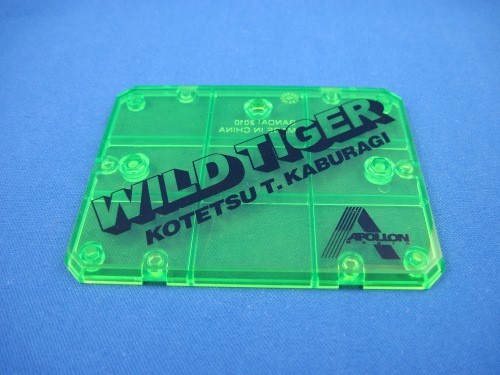 BANDAI 2010
MADE IN CHINA
WILD TIGER
KOTETSU T. KABURAGI
APOLLON